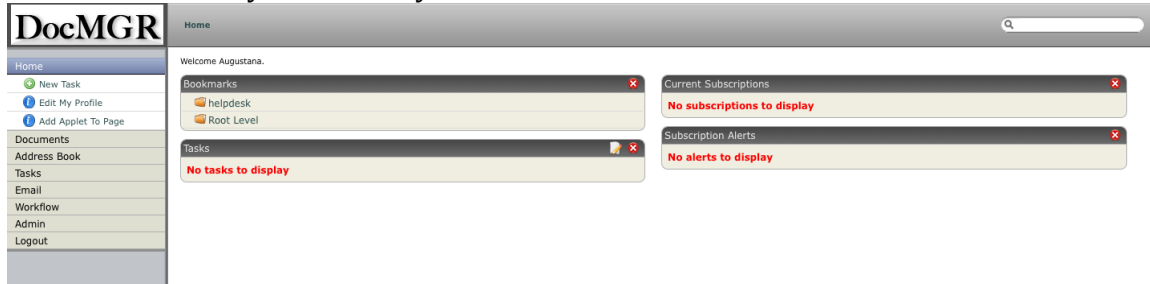 DocMGR
Home
Home
New Task
Edit My Profile
Add Applet To Page
Documents
Address Book
Tasks
Email
Workflow
Admin
Logout
Welcome Augustana.
Bookmarks
helpdesk
Root Level
Tasks
No tasks to display
Current Subscriptions
No subscriptions to display
Subscription Alerts
No alerts to display